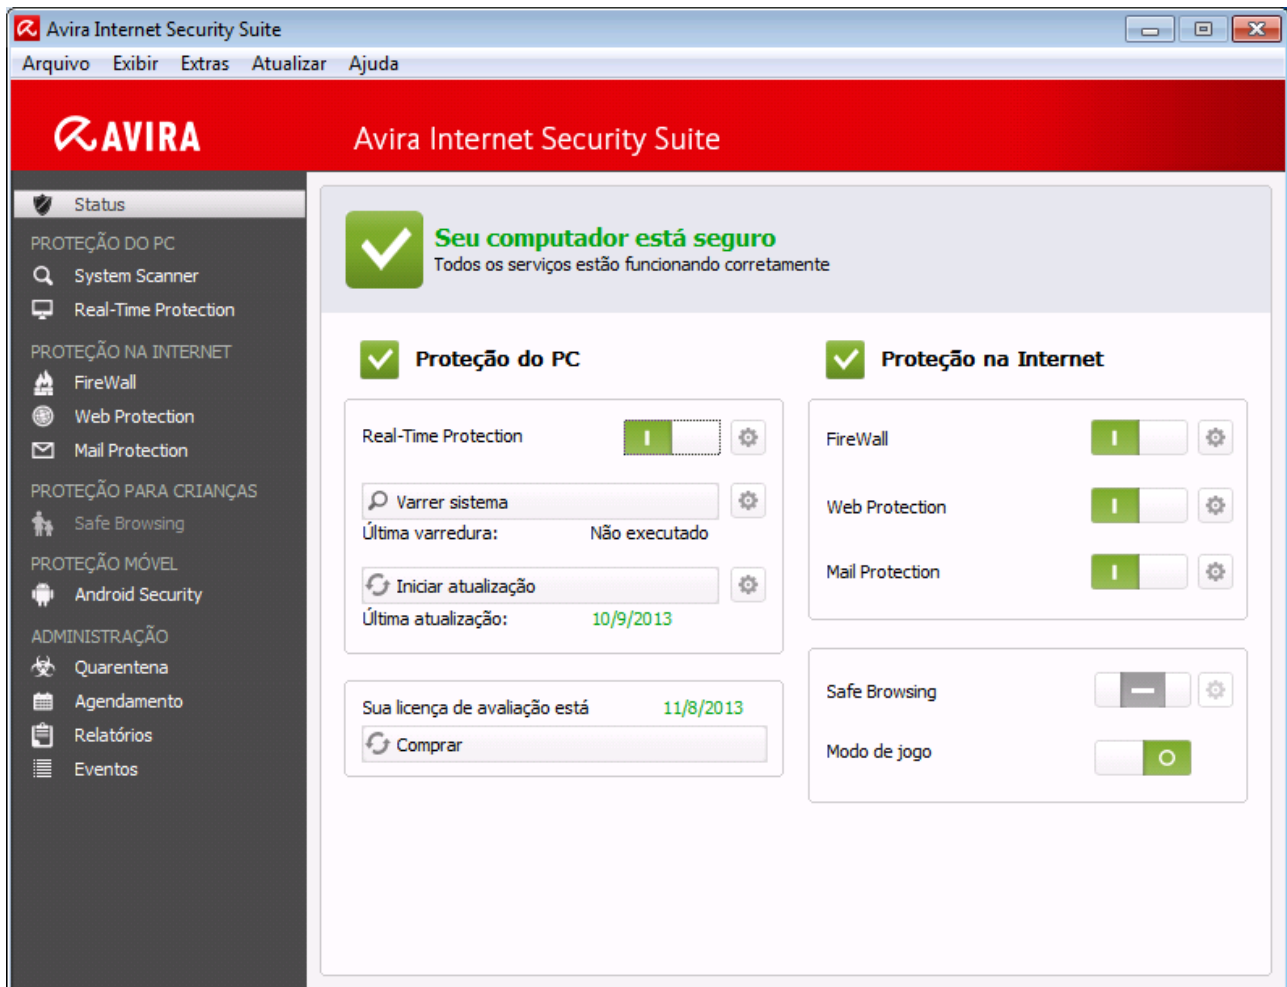 Avira Internet Security Suite
Arquivo Exibir Extras Atualizar Ajuda
AVIRA
Avira Internet Security Suite
Status
PROTEÇÃO DO PC
System Scanner
Real-Time Protection
PROTEÇÃO NA INTERNET
FireWall
Web Protection
Mail Protection
PROTEÇÃO PARA CRIANÇAS
Safe Browsing
PROTEÇÃO MÓVEL
Android Security
ADMINISTRAÇÃO
Quarentena
Agendamento
Relatórios
Eventos
Seu computador está seguro
Todos os serviços estão funcionando corretamente
Proteção do PC
Real-Time Protection
Varrer sistema
Última varredura: Não executado
Iniciar atualização
Última atualização: 10/9/2013
Sua licença de avaliação está 11/8/2013
Comprar
Proteção na Internet
FireWall
Web Protection
Mail Protection
Safe Browsing
Modo de jogo